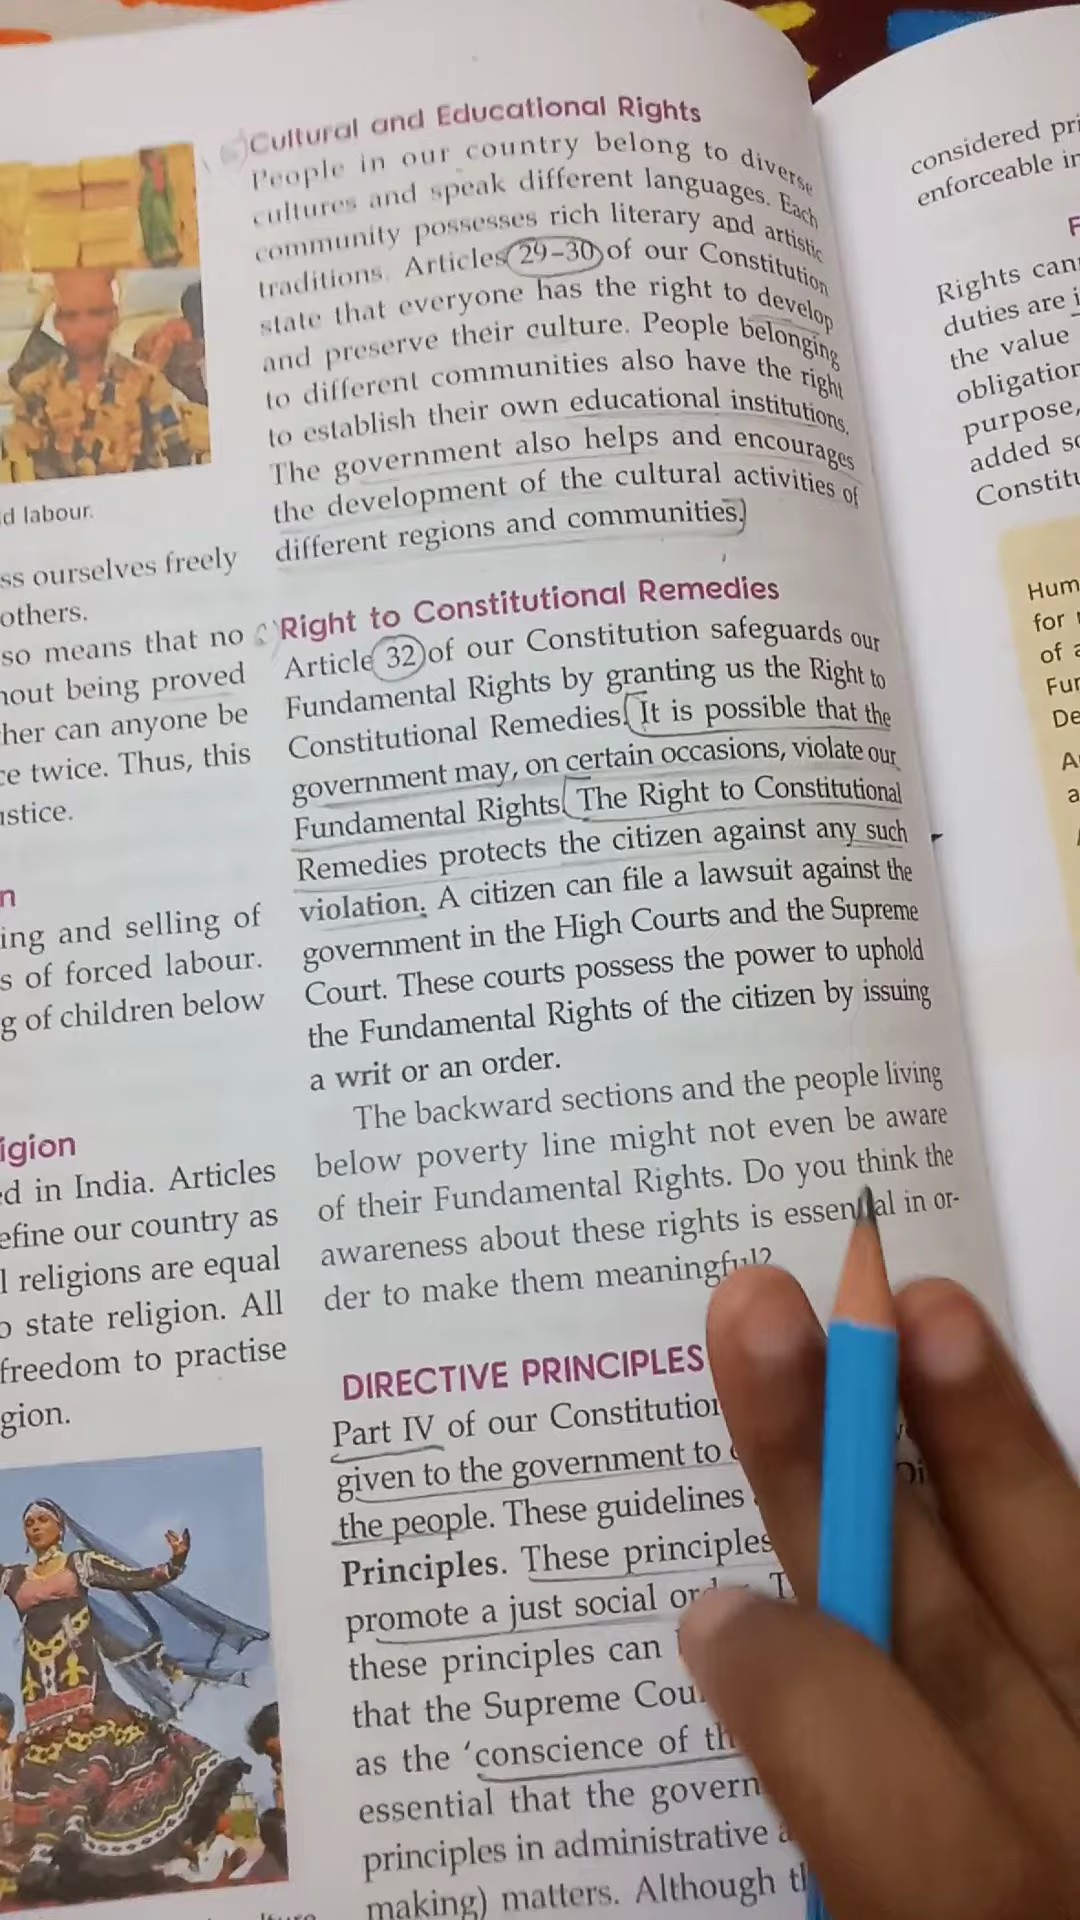 d labour.
ss ourselves freely
others.
so means that no
hout being proved
her can anyone be
ce twice. Thus, this
ustice.
n
ing and selling of
s of forced labour.
g of children below
igion
ed in India. Articles
efine our country as
l religions are equal
o state religion. All
freedom to practise
gion.
Cultural and Educational Rights
People in our country belong to diverse
cultures and speak different languages. Each
community possesses rich literary and artistic
traditions. Articles 29–30 of our Constitution
state that everyone has the right to develop
and preserve their culture. People belonging
to different communities also have the right
to establish their own educational institutions.
The government also helps and encourages
the development of the cultural activities of
different regions and communities.
Right to Constitutional Remedies
Article 32 of our Constitution safeguards our
Fundamental Rights by granting us the Right to
Constitutional Remedies. It is possible that the
government may, on certain occasions, violate our
Fundamental Rights. The Right to Constitutional
Remedies protects the citizen against any such
violation. A citizen can file a lawsuit against the
government in the High Courts and the Supreme
Court. These courts possess the power to uphold
the Fundamental Rights of the citizen by issuing
a writ or an order.
The backward sections and the people living
below poverty line might not even be aware
of their Fundamental Rights. Do you think the
awareness about these rights is essential in or-
der to make them meaningful?
DIRECTIVE PRINCIPLES
Part IV of our Constitution
given to the government to
the people. These guidelines
Principles. These principles
promote a just social order. T
these principles can
that the Supreme Cou
as the ‘conscience of th
essential that the govern
principles in administrative a
making) matters. Although th
considered pri
enforceable in
F
Rights can
duties are i
the value
obligation
purpose,
added so
Constitu
Hum
for
of a
Fur
De
A
a